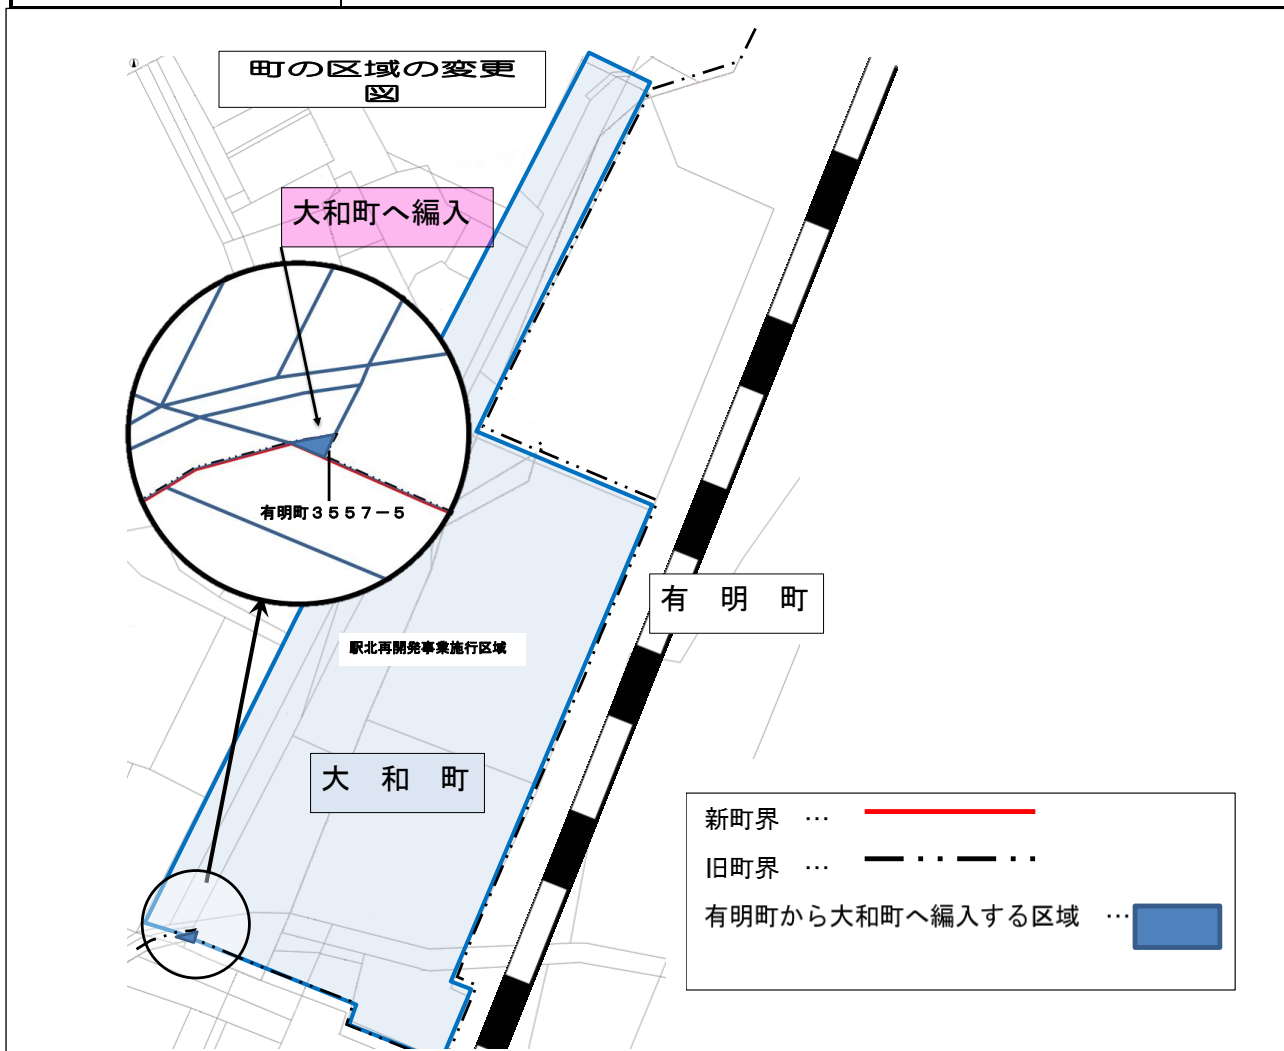 町の区域の変更
図
大和町へ編入
有明町3557-5
有　明　町
駅北再開発事業施行区域
大　和　町
新町界　…
旧町界　…
有明町から大和町へ編入する区域　…